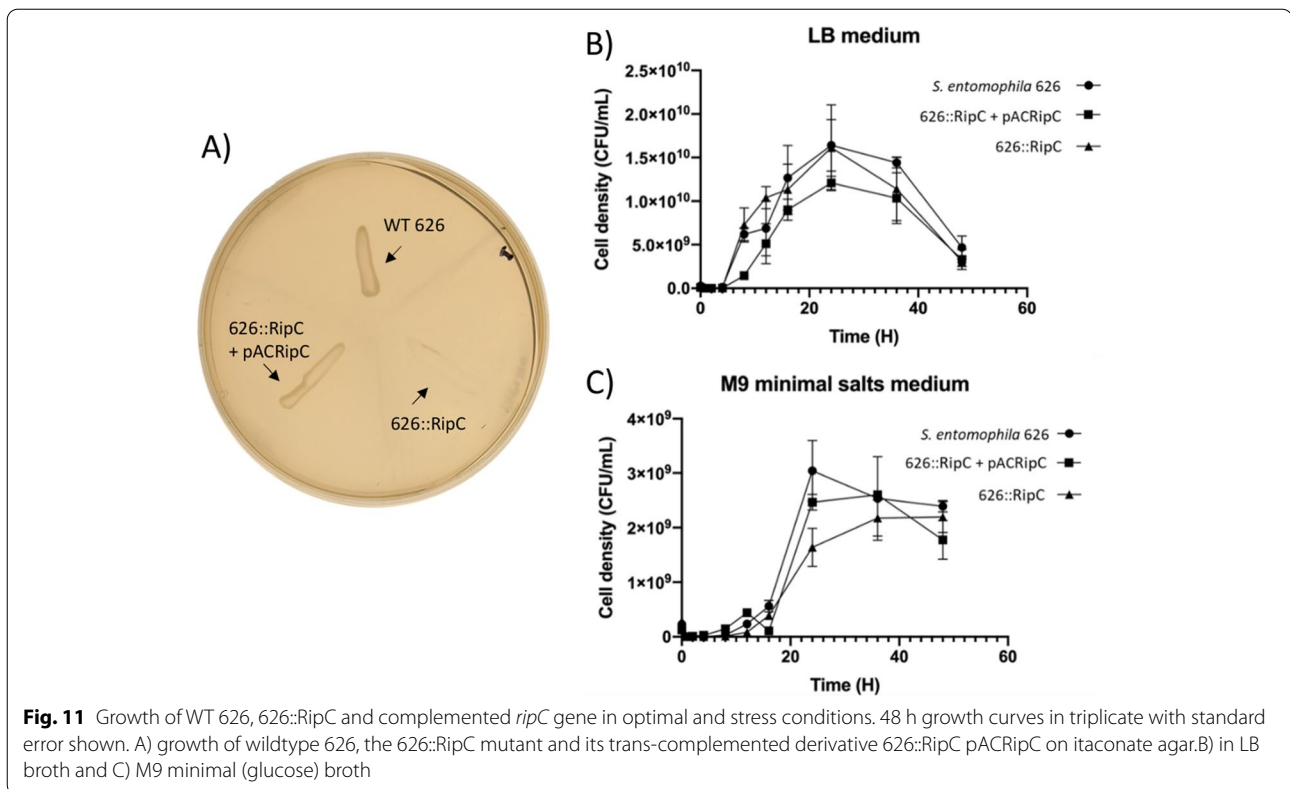 A)
WT 626
626::RipC
+ pACRipC
626::RipC
B)
LB medium
Cell density (CFU/mL)
2.5×10¹⁰
2.0×10¹⁰
1.5×10¹⁰
1.0×10¹⁰
5.0×10⁹
0.0
0 20 40 60
Time (H)
S. entomophila 626
626::RipC + pACRipC
626::RipC
C)
M9 minimal salts medium
Cell density (CFU/mL)
4×10⁹
3×10⁹
2×10⁹
1×10⁹
0
0 20 40 60
Time (H)
S. entomophila 626
626::RipC + pACRipC
626::RipC
Fig. 11 Growth of WT 626, 626::RipC and complemented ripC gene in optimal and stress conditions. 48 h growth curves in triplicate with standard
error shown. A) growth of wildtype 626, the 626::RipC mutant and its trans-complemented derivative 626::RipC pACRipC on itaconate agar.B) in LB
broth and C) M9 minimal (glucose) broth